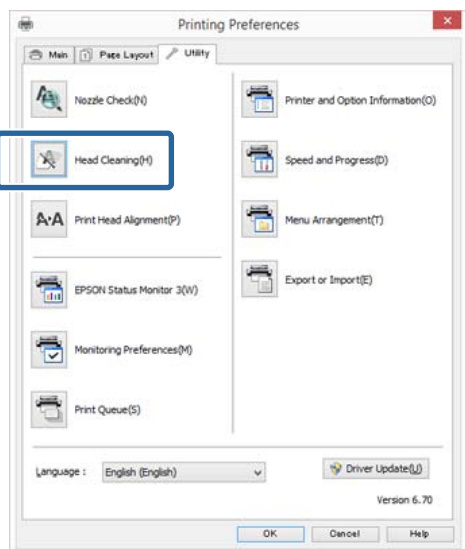 Printing Preferences
Main
Page Layout
Utility
Nozzle Check(N)
Printer and Option Information(O)
Head Cleaning(H)
Speed and Progress(D)
A·A
Print Head Alignment(P)
Menu Arrangement(T)
EPSON Status Monitor 3(W)
Export or Import(E)
Monitoring Preferences(M)
Print Queue(S)
Language :
English (English)
Driver Update(U)
Version 6.70
OK
Cancel
Help